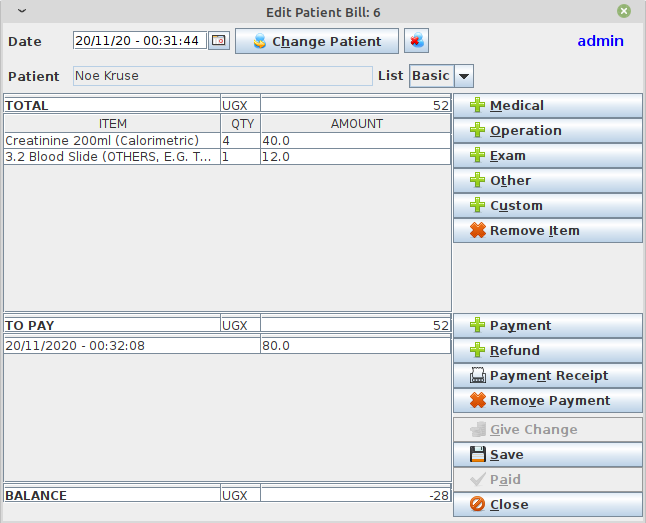 Edit Patient Bill: 6
Date 20/11/20 - 00:31:44 Change Patient admin
Patient Noe Kruse List Basic
TOTAL UGX 52
ITEM QTY AMOUNT
Creatinine 200ml (Calorimetric) 4 40.0
3.2 Blood Slide (OTHERS, E.G. T... 1 12.0
Medical
Operation
Exam
Other
Custom
Remove Item
TO PAY UGX 52
20/11/2020 - 00:32:08 80.0
Payment
Refund
Payment Receipt
Remove Payment
Give Change
Save
Paid
BALANCE UGX -28
Close